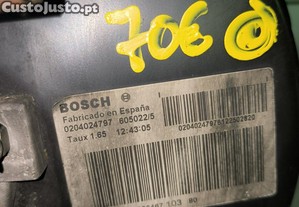 CustoJusto.pt
706
BOSCH
Fabricado en España
0204024797 605022/5
Taux 1.65 12:43:05